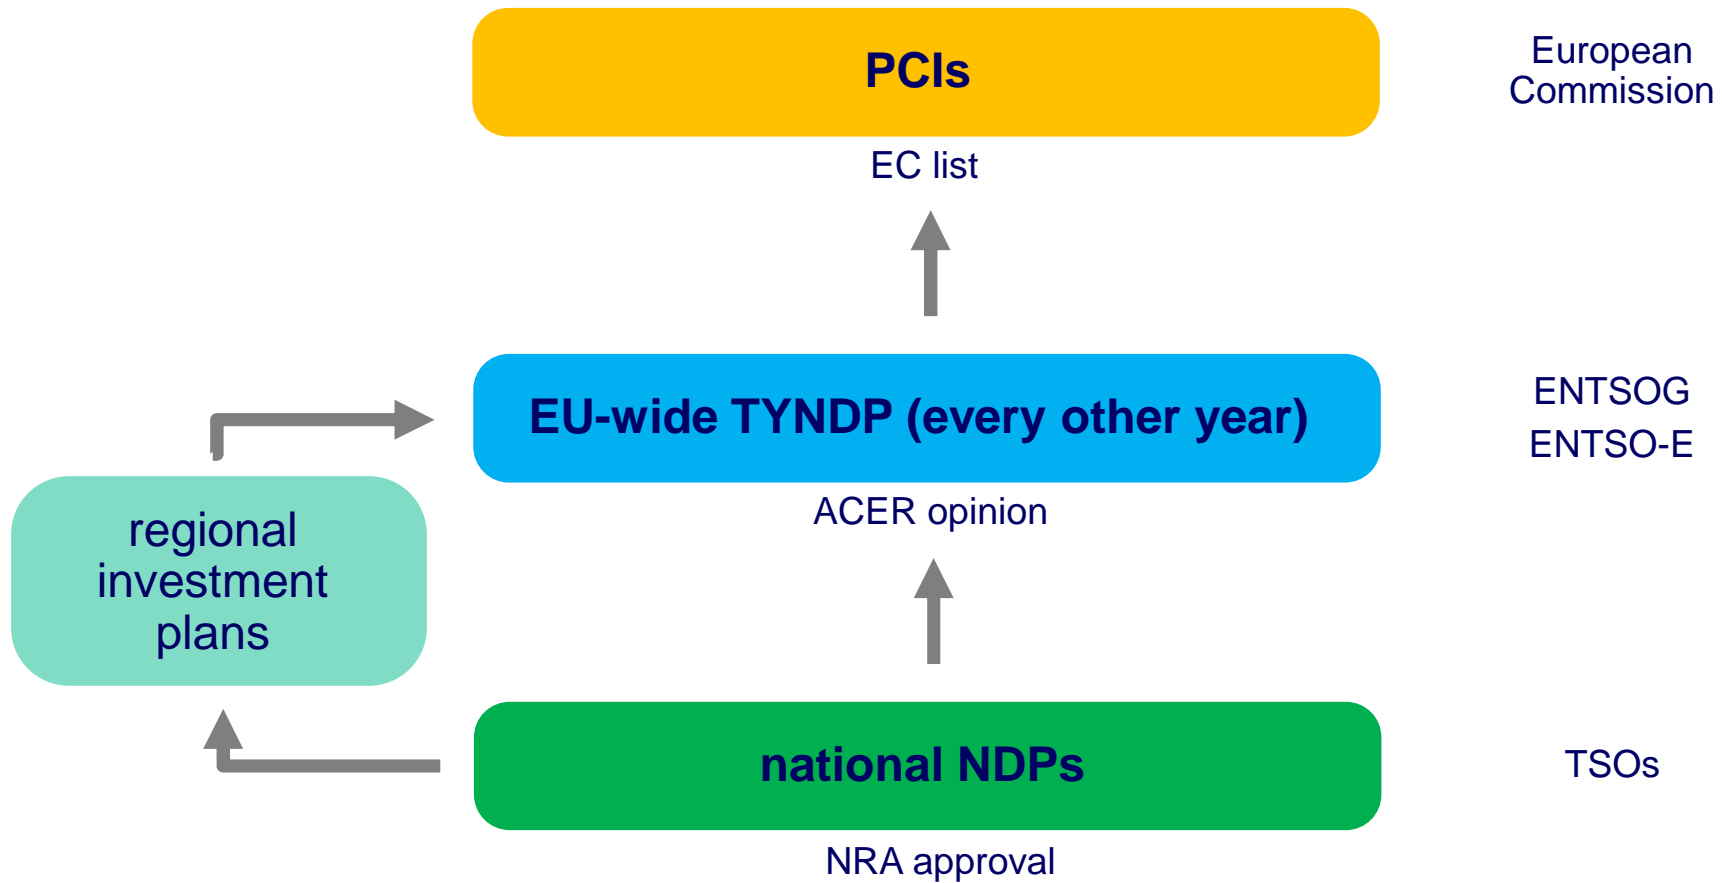 PCIs
European
Commission
EC list
EU-wide TYNDP (every other year)
ENTSOG
ENTSO-E
ACER opinion
regional
investment
plans
national NDPs
TSOs
NRA approval